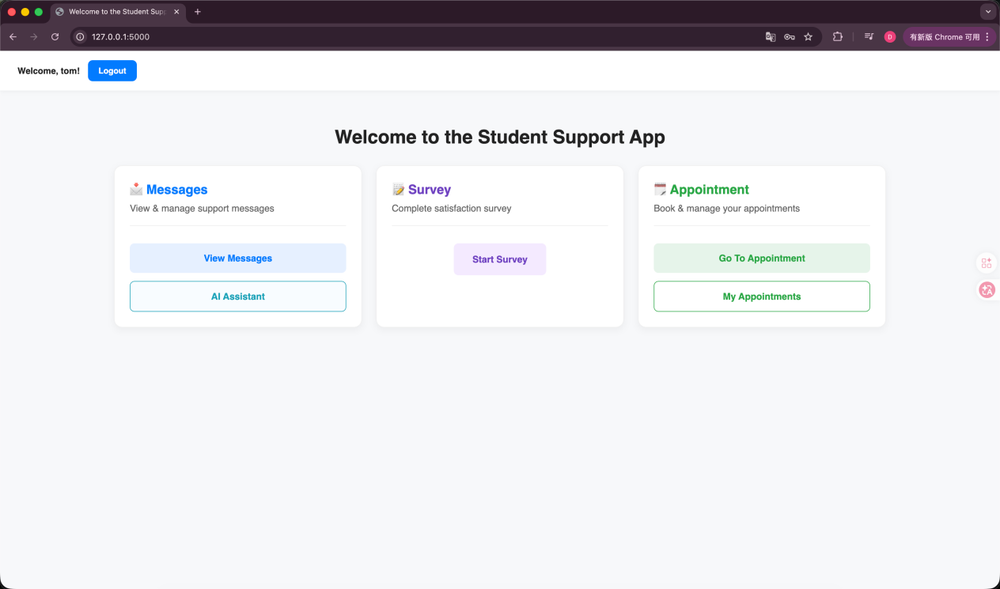 Welcome to the Student Supp
127.0.0.1:5000
D
有新版 Chrome 可用
Welcome, tom!
Logout
Welcome to the Student Support App
Messages
View & manage support messages
View Messages
AI Assistant
Survey
Complete satisfaction survey
Start Survey
Appointment
Book & manage your appointments
Go To Appointment
My Appointments